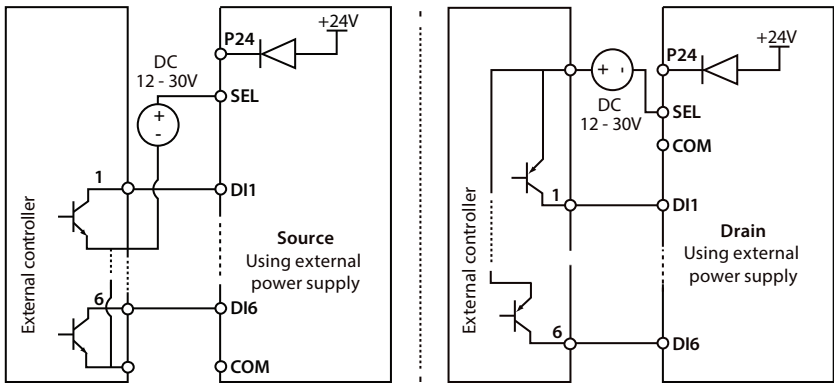 +24V
P24
DC
12 - 30V
SEL
+
-
1
DI1
External controller
Source
Using external
power supply
6
DI6
COM
+24V
P24
+ -
DC
12 - 30V
SEL
COM
External controller
1
DI1
Drain
Using external
power supply
6
DI6